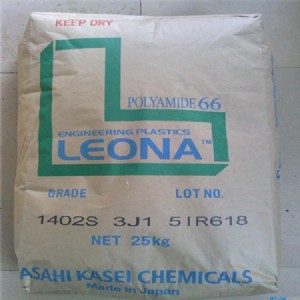 KEEP DRY
POLYAMIDE 66
ENGINEERING PLASTICS
LEONA™
GRADE LOT NO.
1402S 3J1 5IR618
NET 25kg
ASAHI KASEI CHEMICALS
Made in Japan